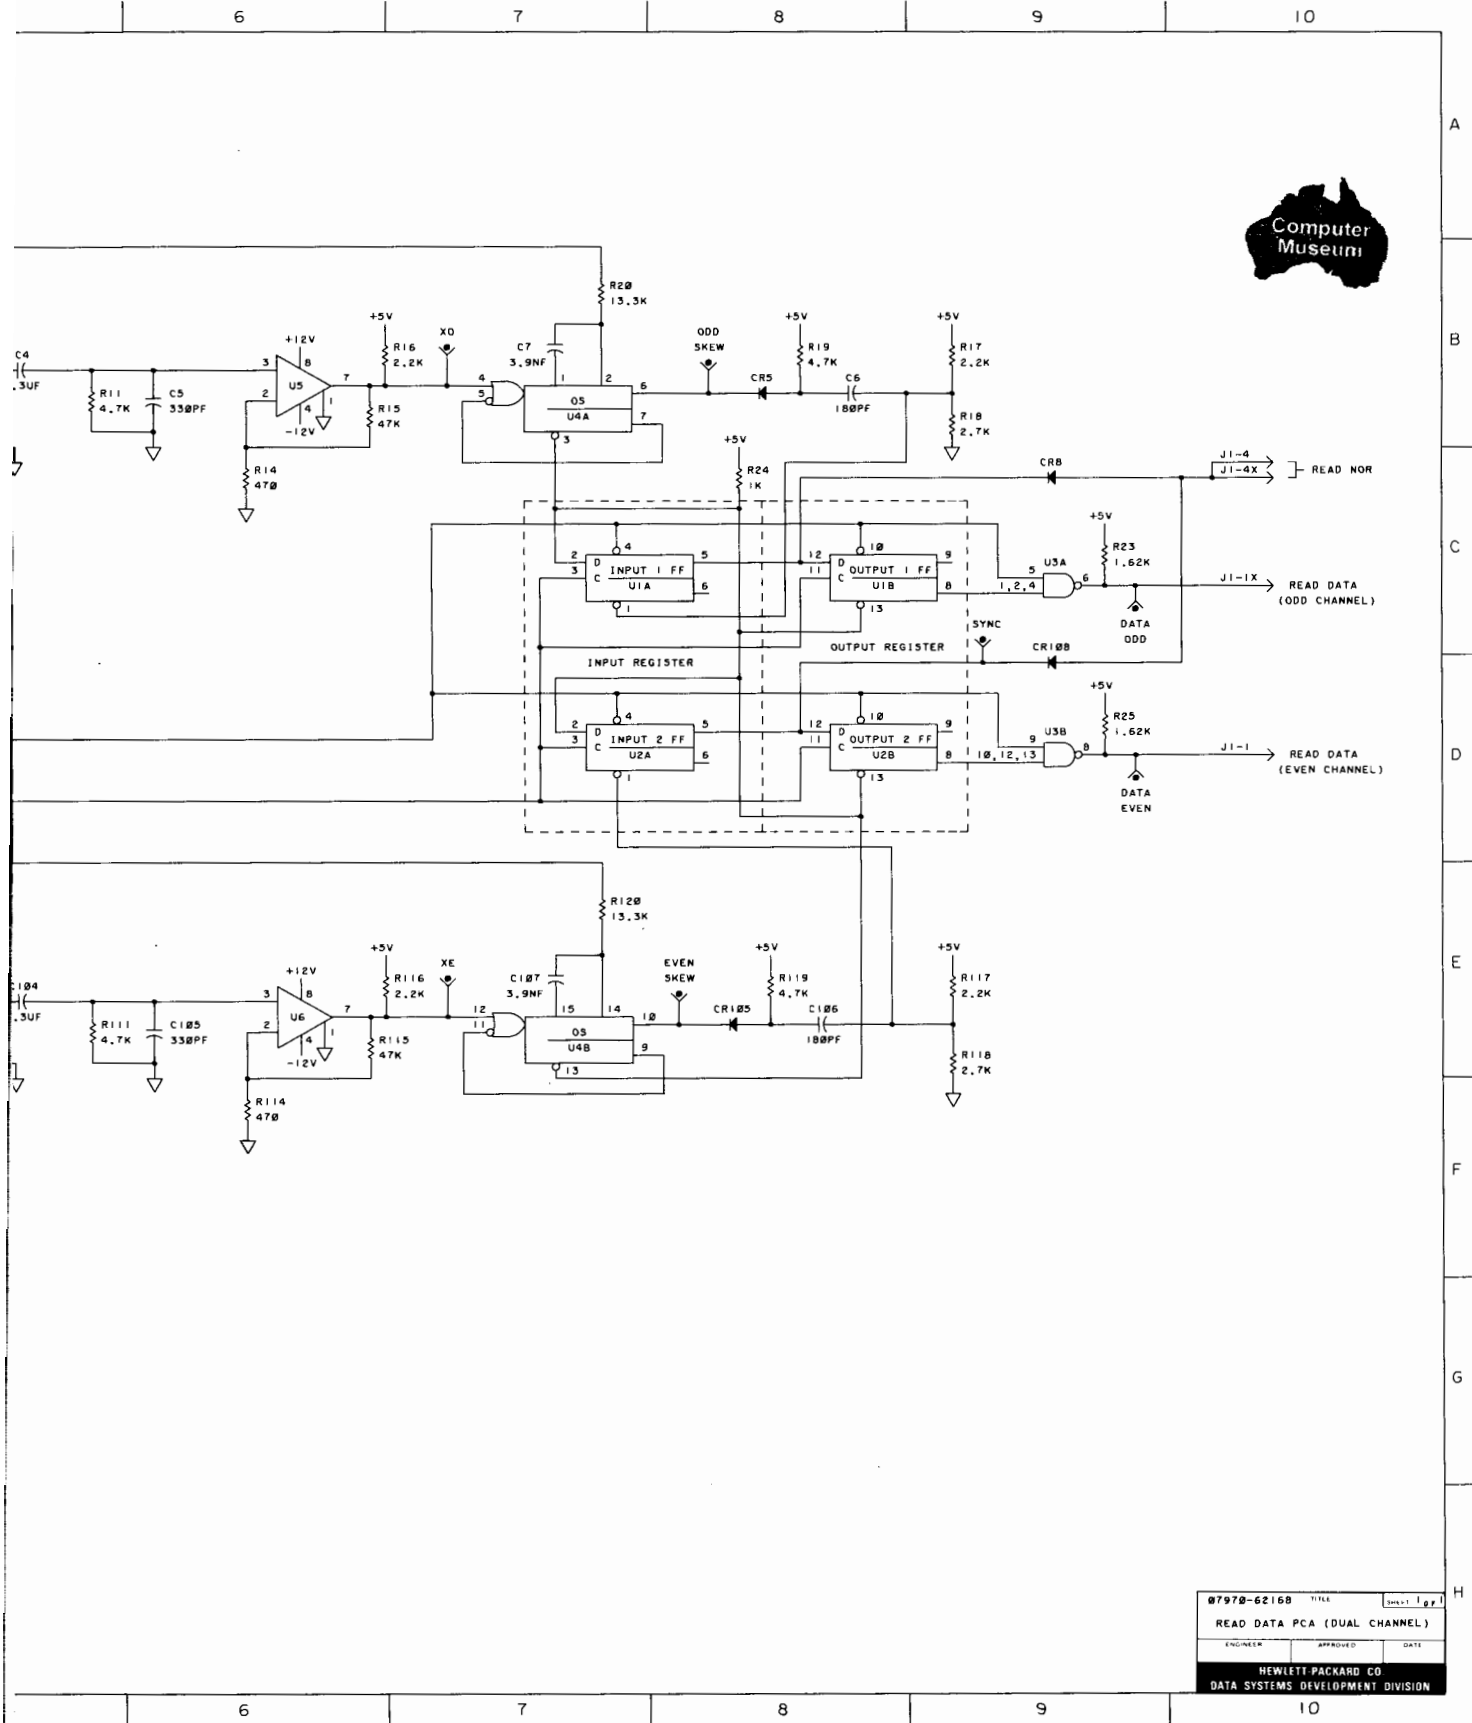 6 7 8 9 10
A
Computer
Museum
R20
13.3K
+5V +5V +5V
XO ODD
SKEW
B
C4
.3UF
+12V
R16
2.2K
C7
3.9NF
R19
4.7K
R17
2.2K
3 8 U5 7
2 4 1
-12V
R11
4.7K
C5
330PF
R15
47K
4
5
1 2
OS
U4A
6
7
3
CR5
C6
180PF
R18
2.7K
R14
470
+5V
R24
1K
CR8
J1-4
J1-4X
READ NOR
+5V
R23
1.62K
C
4
2 D INPUT 1 FF 5
3 C U1A 6
1
10
12 D OUTPUT 1 FF 9
11 C U1B 8
13
U3A
5
1,2,4
6
J1-1X
READ DATA
(ODD CHANNEL)
DATA
ODD
SYNC
CR108
INPUT REGISTER
OUTPUT REGISTER
+5V
R25
1.62K
4
2 D INPUT 2 FF 5
3 C U2A 6
1
10
12 D OUTPUT 2 FF 9
11 C U2B 8
13
U3B
9
10,12,13
8
J1-1
READ DATA
(EVEN CHANNEL)
D
DATA
EVEN
R120
13.3K
+5V +5V +5V
XE EVEN
SKEW
E
C104
.3UF
+12V
R116
2.2K
C107
3.9NF
R119
4.7K
R117
2.2K
3 8 U6 7
2 4 1
-12V
R111
4.7K
C105
330PF
R115
47K
12
11
15 14
OS
U4B
10
9
13
CR105
C106
180PF
R118
2.7K
R114
470
F
G
H
07970-62168 TITLE SHEET 1 OF 1
READ DATA PCA (DUAL CHANNEL)
ENGINEER APPROVED DATE
HEWLETT-PACKARD CO
DATA SYSTEMS DEVELOPMENT DIVISION
6 7 8 9 10